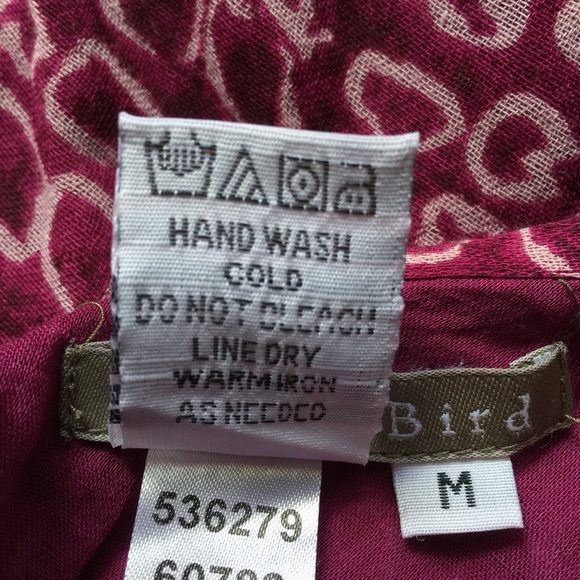 HAND WASH
COLD
DO NOT BLEACH
LINE DRY
WARM IRON
AS NEEDED
Bird
M
536279